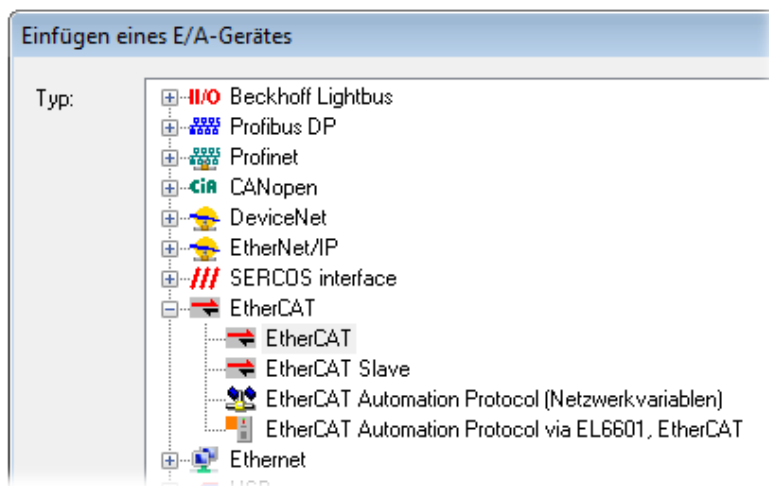 Einfügen eines E/A-Gerätes
Typ:
II/O Beckhoff Lightbus
Profibus DP
Profinet
CiA CANopen
DeviceNet
EtherNet/IP
SERCOS interface
EtherCAT
EtherCAT
EtherCAT Slave
EtherCAT Automation Protocol (Netzwerkvariablen)
EtherCAT Automation Protocol via EL6601, EtherCAT
Ethernet